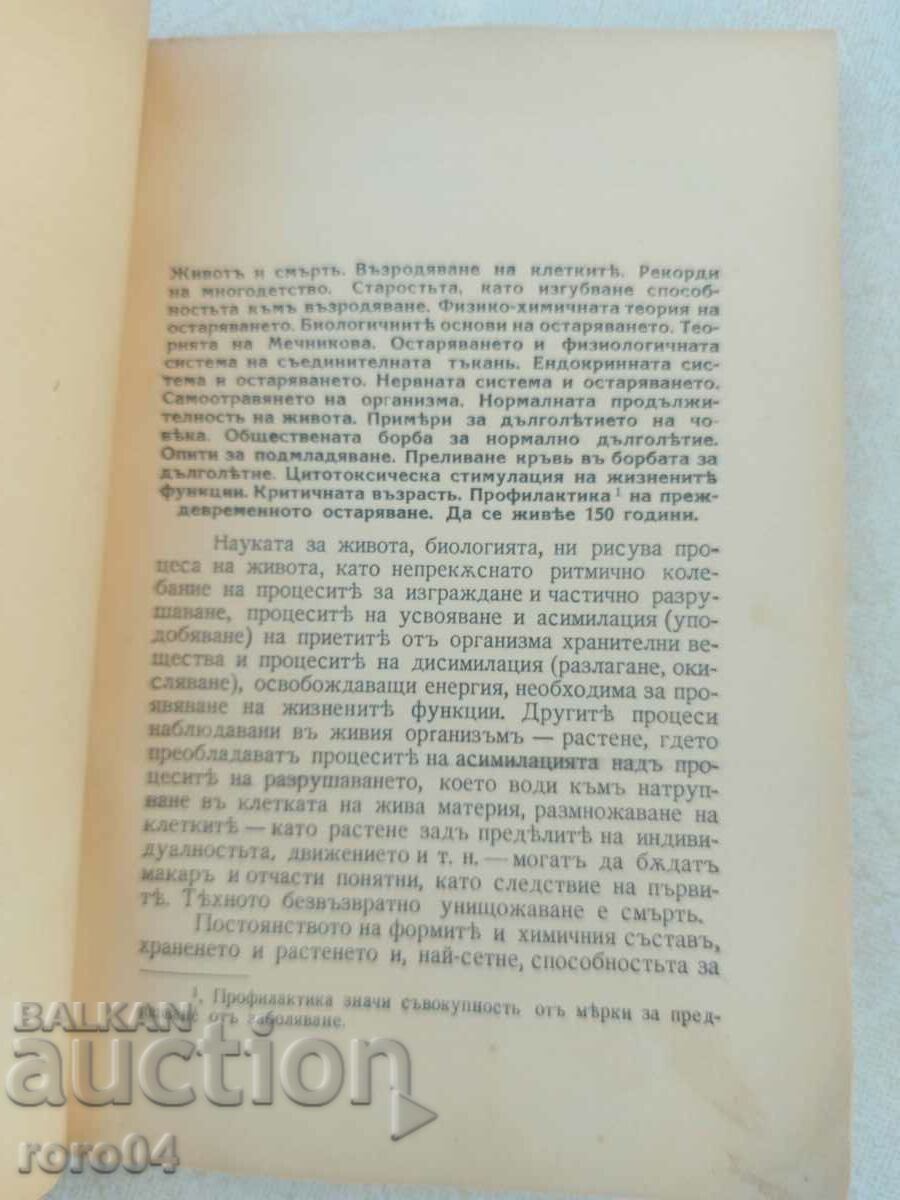 Животъ и смърть. Възродяване на клеткитѣ. Рекорди
на многодетство. Старостьта, като изгубване способ-
ностьта къмъ възродяване. Физико-химичната теория на
остаряването. Биологичнитѣ основи на остаряването. Тео-
рията на Мечникова. Остаряването и физиологичната
система на съединителната тъкань. Ендокринната сис-
тема и остаряването. Нервната система и остаряването.
Самоотравянето на организма. Нормалната продължи-
телность на живота. Примѣри за дълголѣтието на чо-
вѣка. Обществената борба за нормално дълголѣтие.
Опити за подмладяване. Преливане кръвь въ борбата за
дълголѣтие. Цитотоксическа стимулация на жизненитѣ
функции. Критичната възрасть. Профилактика¹ на преж-
девременното остаряване. Да се живѣе 150 години.
Науката за живота, биологията, ни рисува про-
цеса на живота, като непрекѫснато ритмично коле-
бание на процеситѣ за изграждане и частично разру-
шаване, процеситѣ на усвояване и асимилация (упо-
добяване) на приетитѣ отъ организма хранителни ве-
щества и процеситѣ на дисимилация (разлагане, оки-
сляване), освобождаващи енергия, необходима за про-
явяване на жизненитѣ функции. Другитѣ процеси
наблюдавани въ живия организъмъ — растене, гдето
преобладаватъ процеситѣ на асимилацията надъ про-
цеситѣ на разрушаването, което води към натруп-
ване въ клетката на жива материя, размножаване на
клеткитѣ — като растене задъ предѣлитѣ на индиви-
дуалностьта, движението и т. н. — могатъ да бѫдатъ
макаръ и отчасти понятни, като следствие на първи-
тѣ. Тѣхното безвъзвратно унищожаване е смърть.
Постоянството на формитѣ и химичния съставъ,
храненето и растенето и, най-сетне, способностьта за
¹. Профилактика значи съвокупность отъ мѣрки за пред-
пазване отъ заболяване.
BALKAN
auction
roro04